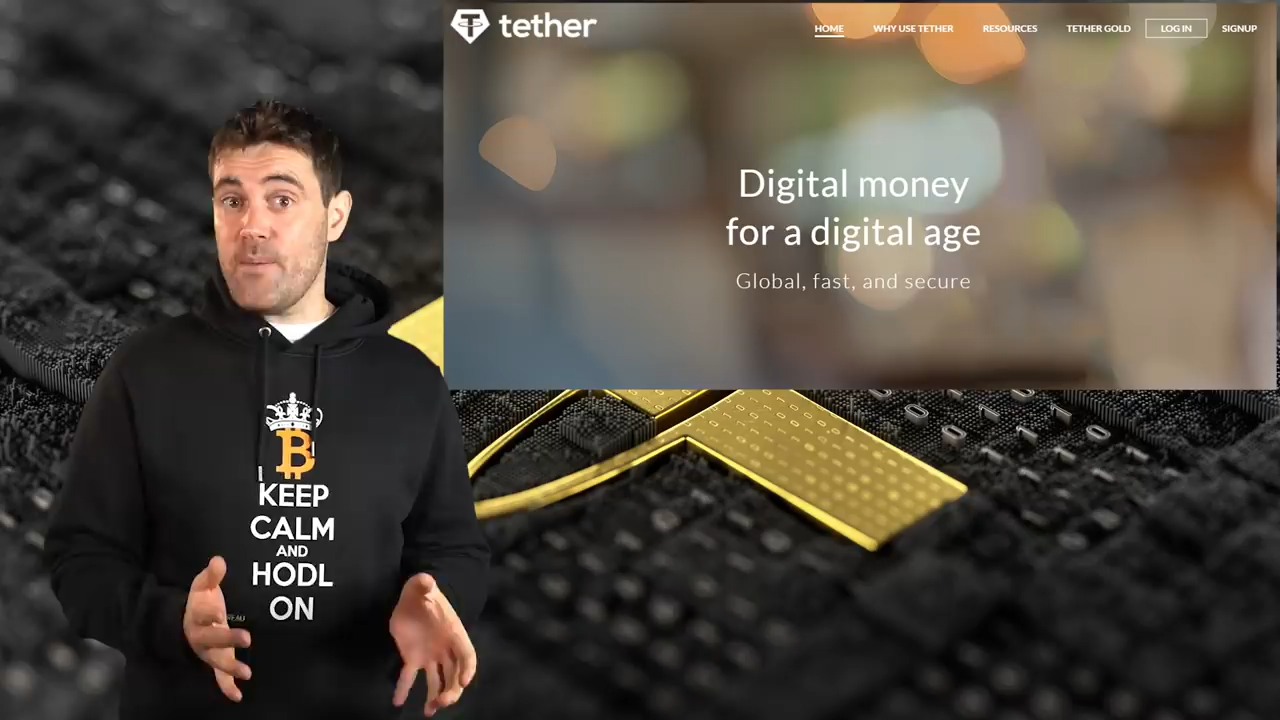 tether
HOME WHY USE TETHER RESOURCES TETHER GOLD LOG IN SIGNUP
Digital money
for a digital age
Global, fast, and secure
KEEP
CALM
AND
HODL
ON